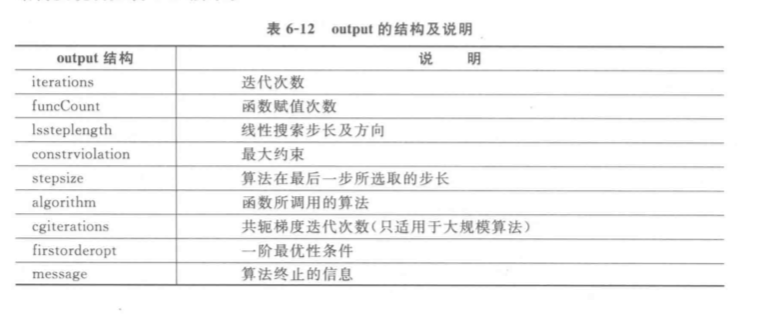 表 6-12 output 的结构及说明
output 结构 说 明
iterations 迭代次数
funcCount 函数赋值次数
lssteplength 线性搜索步长及方向
constrviolation 最大约束
stepsize 算法在最后一步所选取的步长
algorithm 函数所调用的算法
cgiterations 共轭梯度迭代次数(只适用于大规模算法)
firstorderopt 一阶最优性条件
message 算法终止的信息